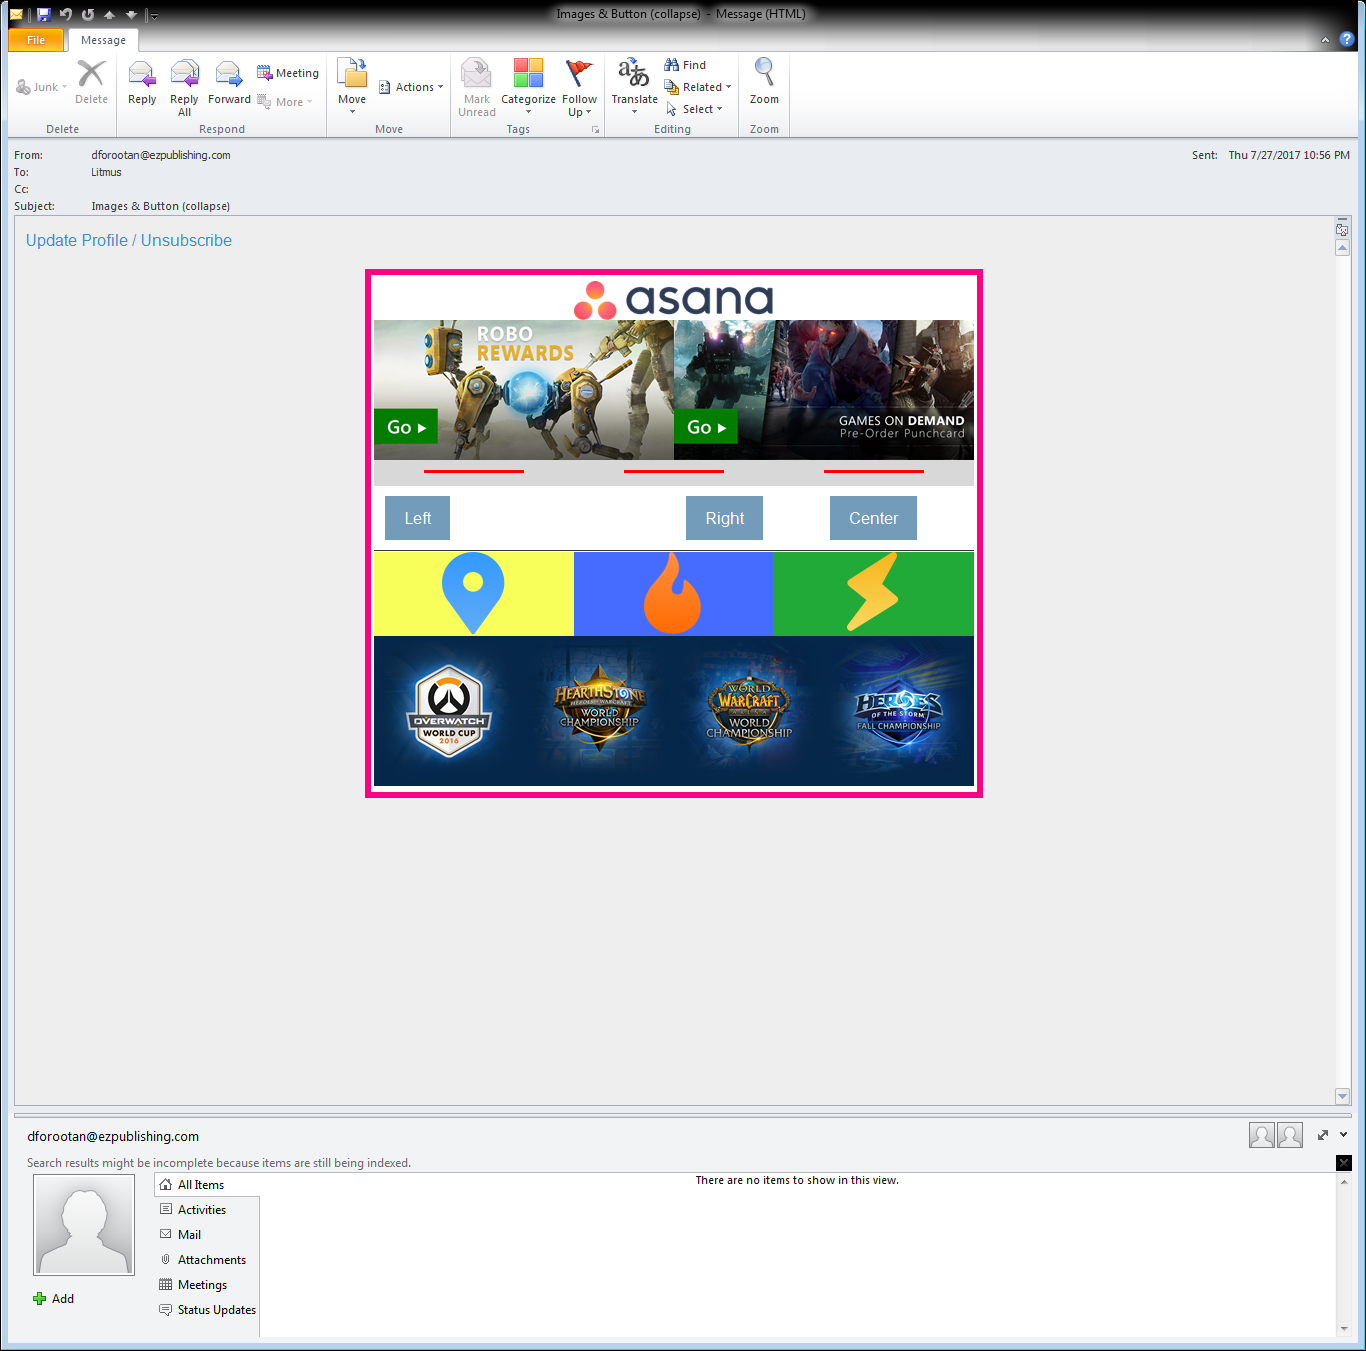 Images & Button (collapse) - Message (HTML)
File Message
Junk Delete Reply Reply All Forward Meeting More Move Actions Mark Unread Categorize Follow Up Translate Find Related Select Zoom
Delete Respond Move Tags Editing Zoom
From: dforootan@ezpublishing.com Sent: Thu 7/27/2017 10:56 PM
To: Litmus
Cc:
Subject: Images & Button (collapse)
Update Profile / Unsubscribe
asana
ROBO
REWARDS
Go
Go
GAMES ON DEMAND
Pre-Order Punchcard
Left Right Center
OVERWATCH
WORLD CUP
2016
HEARTHSTONE
HEROES OF WARCRAFT
WORLD
CHAMPIONSHIP
WORLD
WARCRAFT
WORLD
CHAMPIONSHIP
HEROES
OF THE STORM
FALL CHAMPIONSHIP
dforootan@ezpublishing.com
Search results might be incomplete because items are still being indexed.
All Items
There are no items to show in this view.
Activities
Mail
Attachments
Meetings
Status Updates
Add